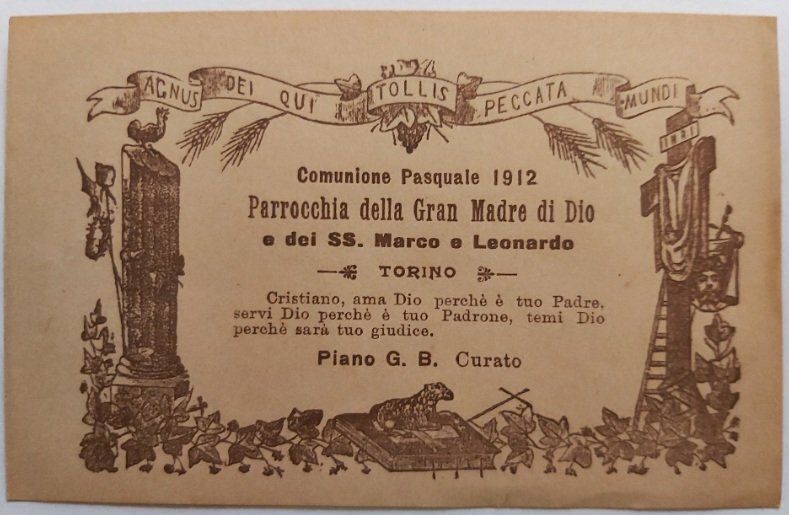 AGNUS DEI QUI TOLLIS PECCATA MUNDI
INRI
Comunione Pasquale 1912
Parrocchia della Gran Madre di Dio
e dei SS. Marco e Leonardo
TORINO
Cristiano, ama Dio perchè è tuo Padre,
servi Dio perchè è tuo Padrone, temi Dio
perchè sarà tuo giudice.
Piano G. B. Curato